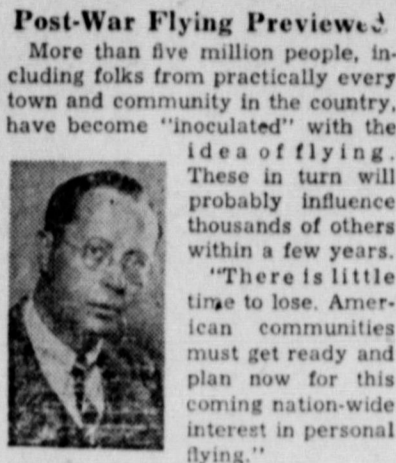 Post-War Flying Previewed
More than five million people, in-
cluding folks from practically every
town and community in the country,
have become "inoculated" with the
idea of flying.
These in turn will
probably influence
thousands of others
within a few years.
"There is little
time to lose. Amer-
ican communities
must get ready and
plan now for this
coming nation-wide
interest in personal
flying."